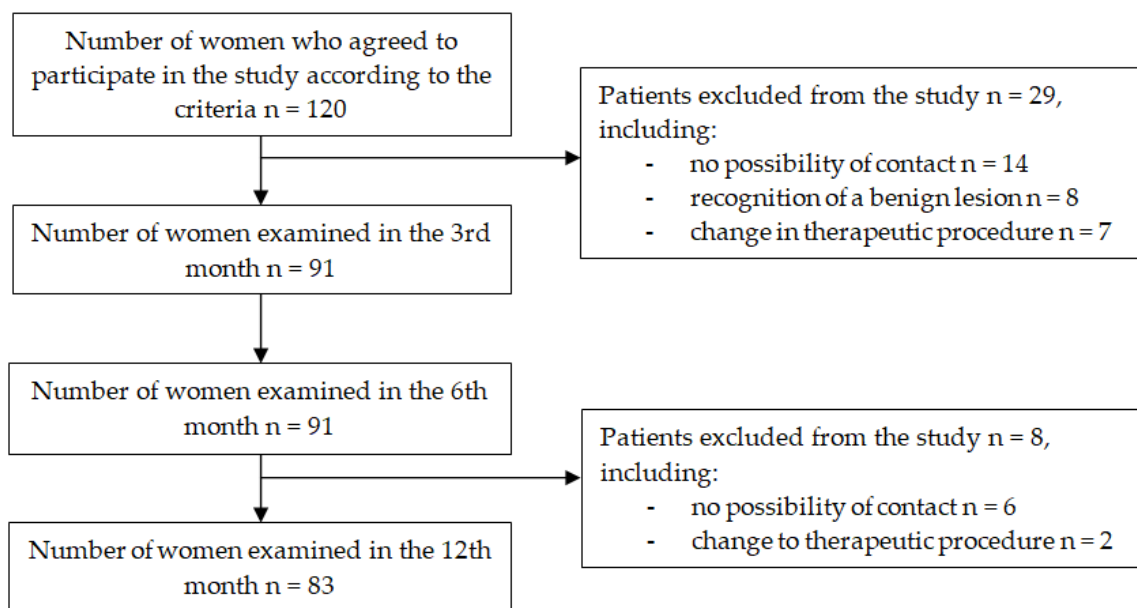 Number of women who agreed to
participate in the study according to the
criteria n = 120
Patients excluded from the study n = 29,
including:
- no possibility of contact n = 14
- recognition of a benign lesion n = 8
- change in therapeutic procedure n = 7
Number of women examined in the 3rd
month n = 91
Number of women examined in the 6th
month n = 91
Patients excluded from the study n = 8,
including:
- no possibility of contact n = 6
- change to therapeutic procedure n = 2
Number of women examined in the 12th
month n = 83